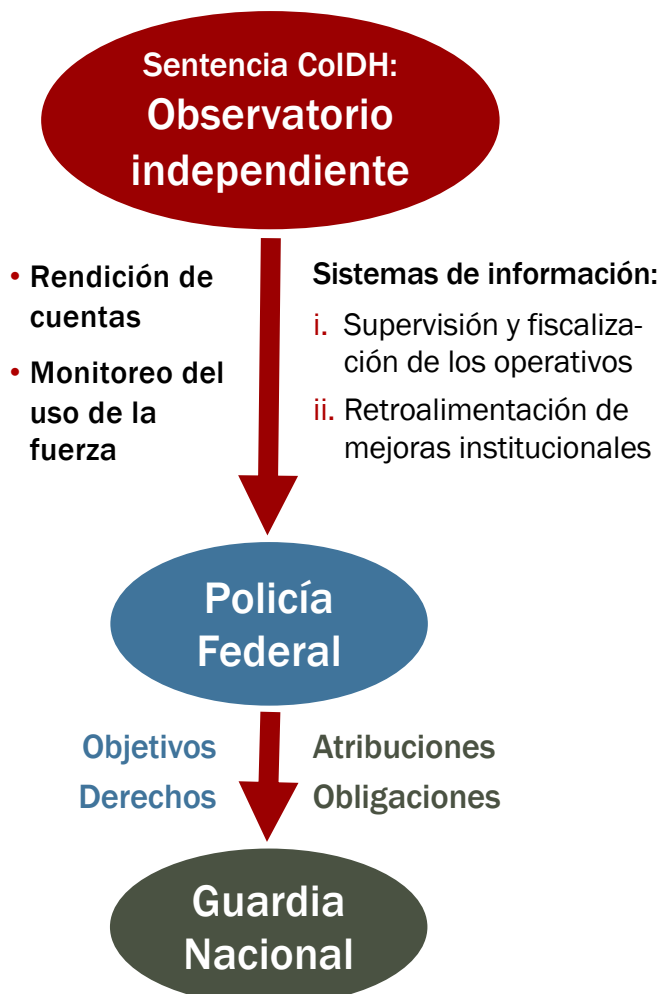 Sentencia CoIDH:
Observatorio
independiente
• Rendición de
cuentas
• Monitoreo del
uso de la
fuerza
Sistemas de información:
i. Supervisión y fiscaliza-
ción de los operativos
ii. Retroalimentación de
mejoras institucionales
Policía
Federal
Objetivos
Derechos
Atribuciones
Obligaciones
Guardia
Nacional